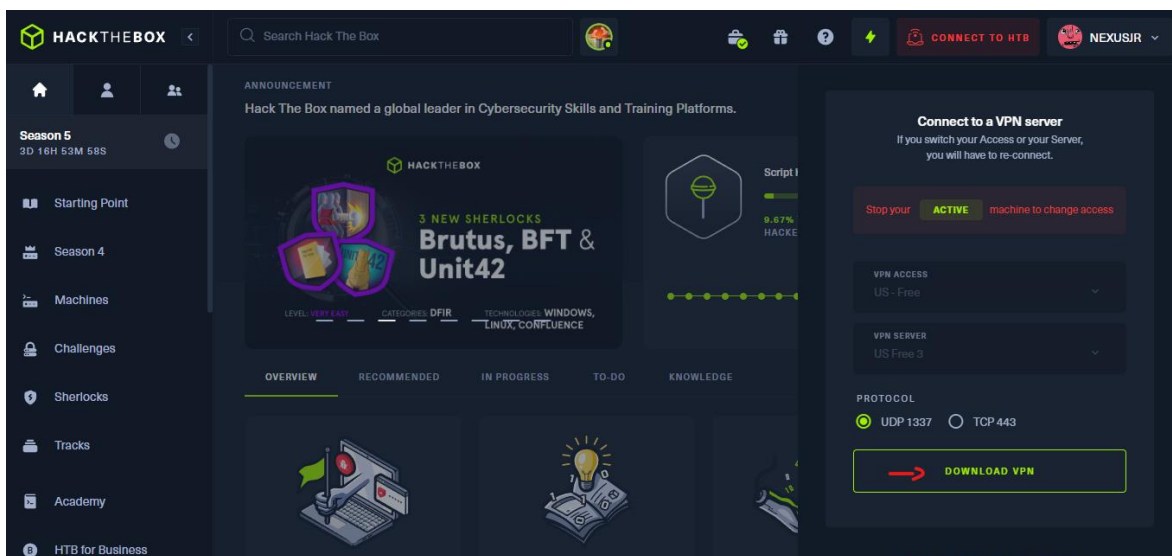 HACKTHEBOX
Search Hack The Box
CONNECT TO HTB
NEXUSJR
Season 5
3D 16H 53M 58S
Starting Point
Season 4
Machines
Challenges
Sherlocks
Tracks
Academy
HTB for Business
ANNOUNCEMENT
Hack The Box named a global leader in Cybersecurity Skills and Training Platforms.
HACKTHEBOX
3 NEW SHERLOCKS
Brutus, BFT &
Unit42
LEVEL: VERY EASY CATEGORIES: DFIR TECHNOLOGIES: WINDOWS,
LINUX, CONFLUENCE
Script
9.67%
HACKE
OVERVIEW RECOMMENDED IN PROGRESS TO-DO KNOWLEDGE
Connect to a VPN server
If you switch your Access or your Server,
you will have to re-connect.
Stop your ACTIVE machine to change access
VPN ACCESS
US - Free
VPN SERVER
US Free 3
PROTOCOL
UDP 1337 TCP 443
DOWNLOAD VPN